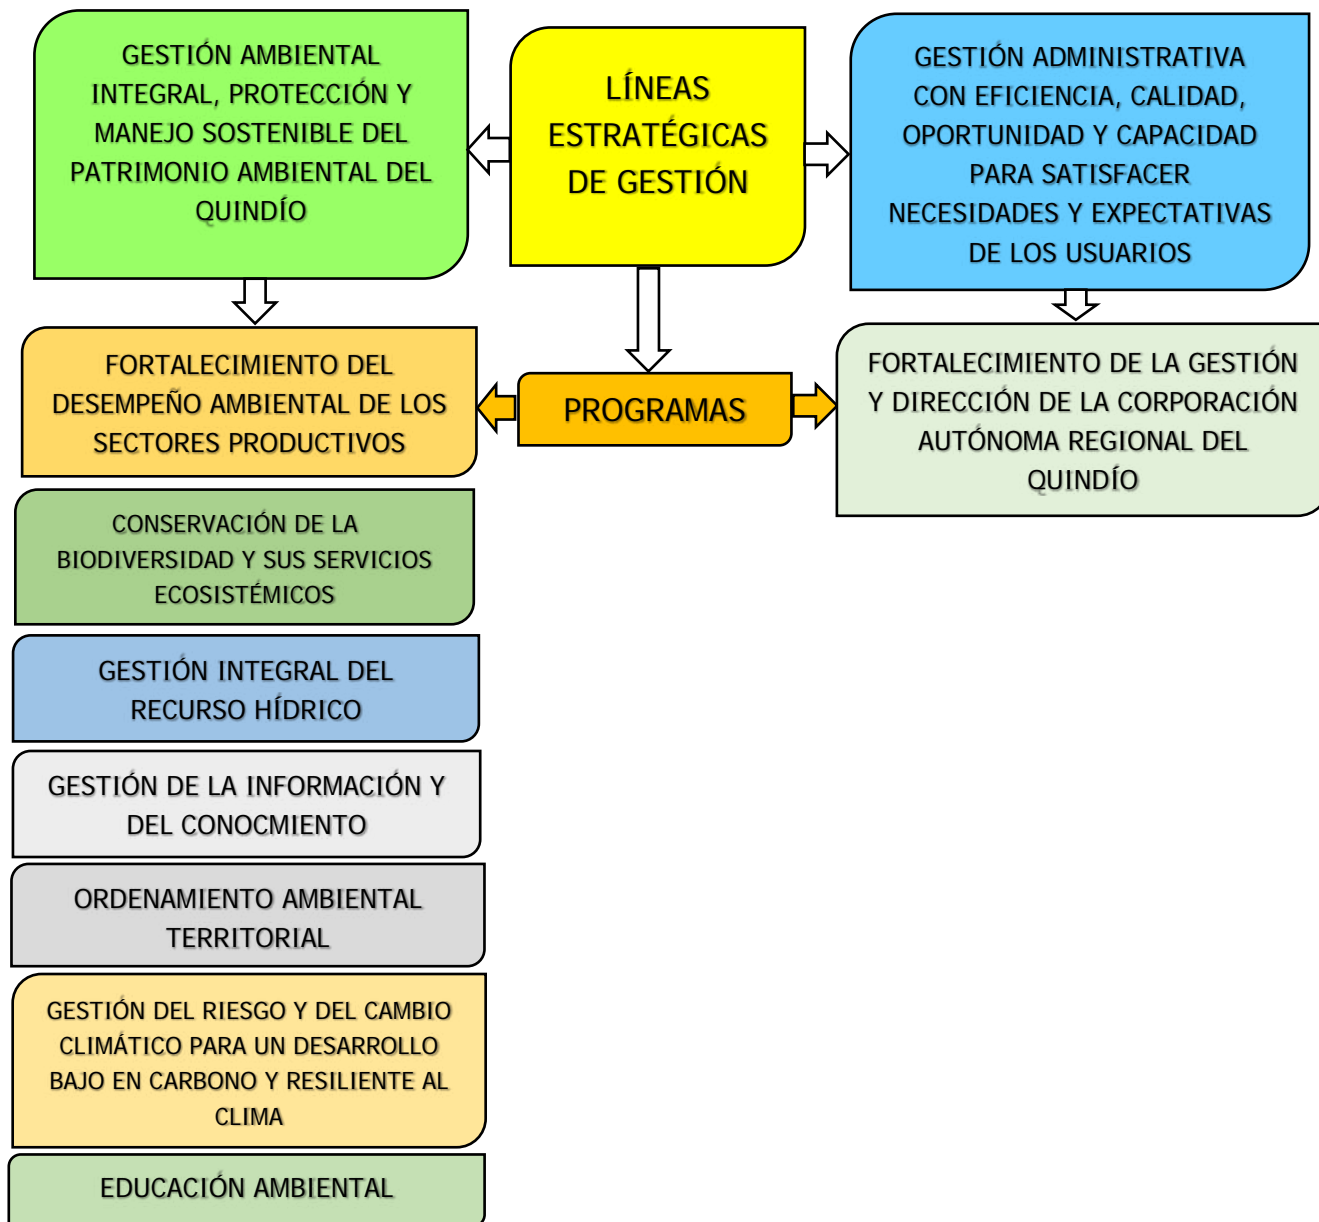 GESTIÓN AMBIENTAL
INTEGRAL, PROTECCIÓN Y
MANEJO SOSTENIBLE DEL
PATRIMONIO AMBIENTAL DEL
QUINDÍO
LÍNEAS
ESTRATÉGICAS
DE GESTIÓN
GESTIÓN ADMINISTRATIVA
CON EFICIENCIA, CALIDAD,
OPORTUNIDAD Y CAPACIDAD
PARA SATISFACER
NECESIDADES Y EXPECTATIVAS
DE LOS USUARIOS
FORTALECIMIENTO DEL
DESEMPEÑO AMBIENTAL DE LOS
SECTORES PRODUCTIVOS
PROGRAMAS
FORTALECIMIENTO DE LA GESTIÓN
Y DIRECCIÓN DE LA CORPORACIÓN
AUTÓNOMA REGIONAL DEL
QUINDÍO
CONSERVACIÓN DE LA
BIODIVERSIDAD Y SUS SERVICIOS
ECOSISTÉMICOS
GESTIÓN INTEGRAL DEL
RECURSO HÍDRICO
GESTIÓN DE LA INFORMACIÓN Y
DEL CONOCMIENTO
ORDENAMIENTO AMBIENTAL
TERRITORIAL
GESTIÓN DEL RIESGO Y DEL CAMBIO
CLIMÁTICO PARA UN DESARROLLO
BAJO EN CARBONO Y RESILIENTE AL
CLIMA
EDUCACIÓN AMBIENTAL